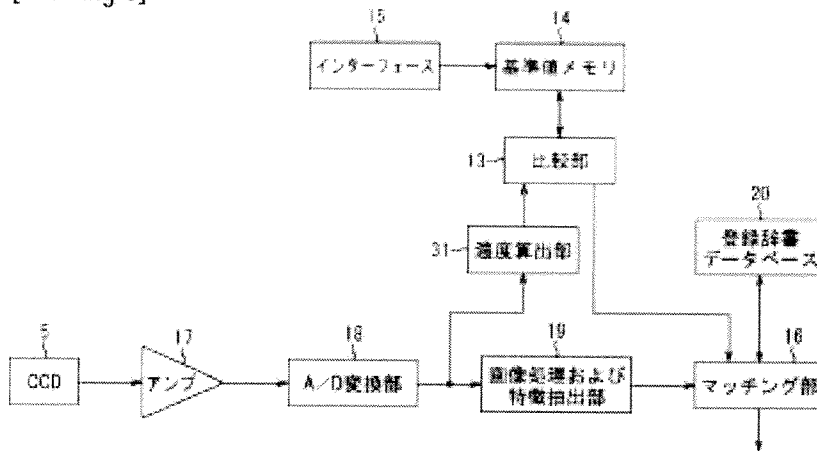 15
14
インターフェース
基準値メモリ
13
比較部
20
31
濃度算出部
登録辞書
データベース
5
17
18
19
16
CCD
アンプ
A/D変換部
画像処理および
特徴抽出部
マッチング部